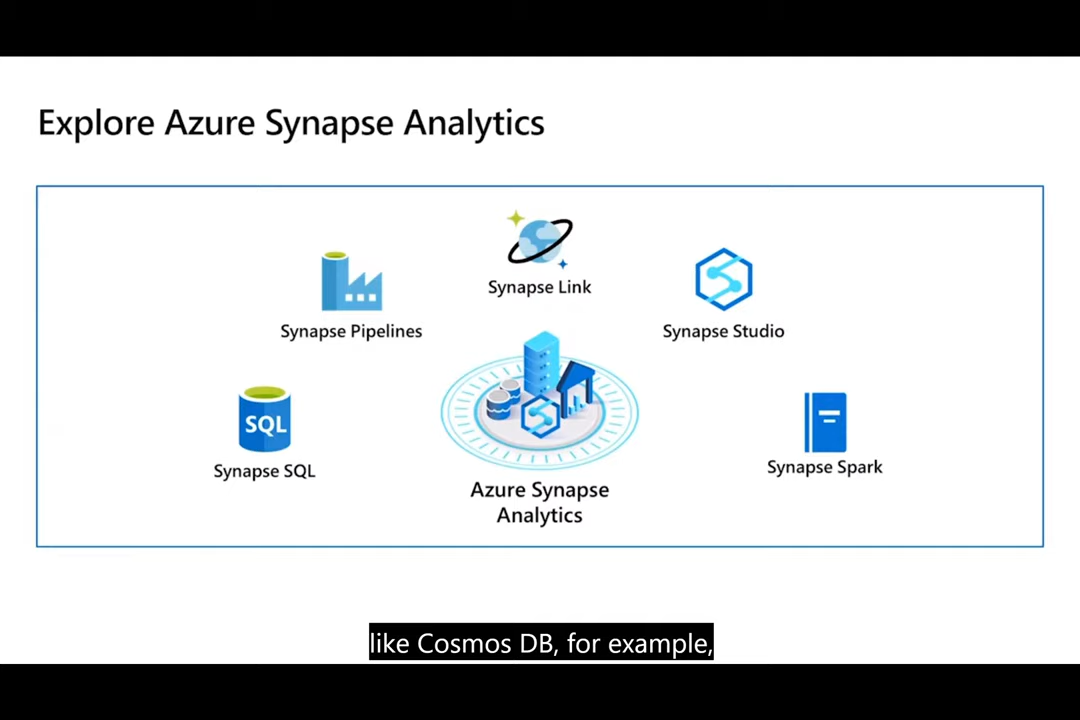 Explore Azure Synapse Analytics
Synapse Link
Synapse Pipelines
Synapse Studio
SQL
Synapse SQL
Synapse Spark
Azure Synapse
Analytics
like Cosmos DB, for example,